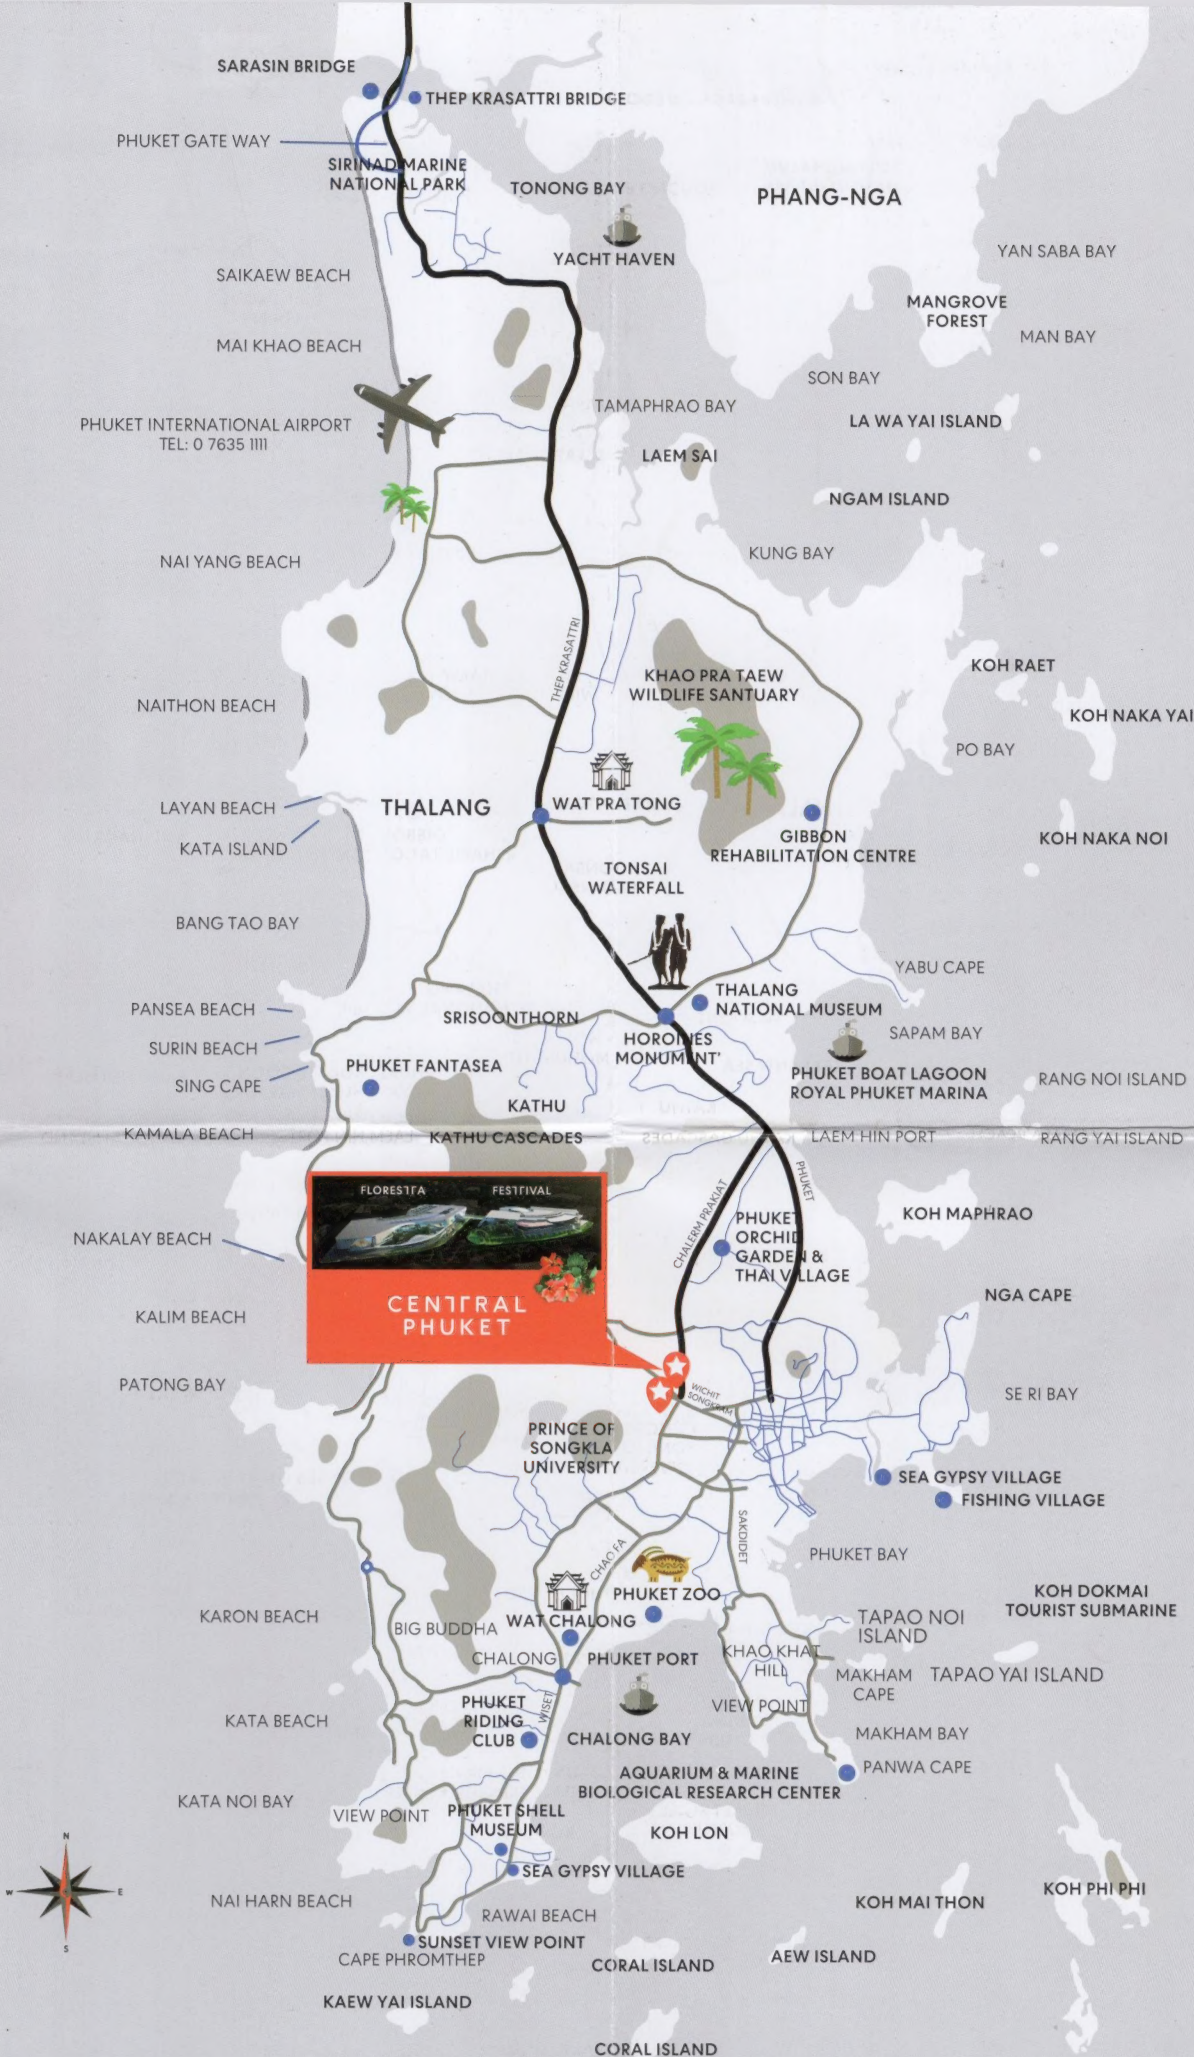 SARASIN BRIDGE
THEP KRASATTRI BRIDGE
PHUKET GATE WAY
SIRINAD MARINE
NATIONAL PARK
TONONG BAY
PHANG-NGA
YACHT HAVEN
YAN SABA BAY
SAIKAEW BEACH
MANGROVE
FOREST
MAN BAY
MAI KHAO BEACH
SON BAY
TAMAPHRAO BAY
LA WA YAI ISLAND
PHUKET INTERNATIONAL AIRPORT
TEL: 0 7635 1111
LAEM SAI
NGAM ISLAND
NAI YANG BEACH
KUNG BAY
THEP KRASATTRI
KHAO PRA TAEW
WILDLIFE SANTUARY
KOH RAET
NAITHON BEACH
KOH NAKA YAI
PO BAY
LAYAN BEACH
THALANG
WAT PRA TONG
KATA ISLAND
GIBBON
REHABILITATION CENTRE
KOH NAKA NOI
TONSAI
WATERFALL
BANG TAO BAY
YABU CAPE
PANSEA BEACH
THALANG
NATIONAL MUSEUM
SRISOONTHORN
SAPAM BAY
HOROINES
MONUMENT'
SURIN BEACH
PHUKET FANTASEA
SING CAPE
PHUKET BOAT LAGOON
ROYAL PHUKET MARINA
RANG NOI ISLAND
KATHU
KAMALA BEACH
KATHU CASCADES
LAEM HIN PORT
RANG YAI ISLAND
FLORESTA
FESTIVAL
CHALERM PRAKIAT
PHUKET
KOH MAPHRAO
PHUKET
ORCHID
GARDEN &
THAI VILLAGE
NAKALAY BEACH
NGA CAPE
CENTRAL
PHUKET
KALIM BEACH
PATONG BAY
WICHIT
SONGKRAM
SE RI BAY
PRINCE OF
SONGKLA
UNIVERSITY
SEA GYPSY VILLAGE
FISHING VILLAGE
SAKDIDET
CHAO FA
PHUKET BAY
PHUKET ZOO
KOH DOKMAI
TOURIST SUBMARINE
KARON BEACH
BIG BUDDHA
WAT CHALONG
TAPAO NOI
ISLAND
CHALONG
PHUKET PORT
KHAO KHAT
HILL
MAKHAM
CAPE
TAPAO YAI ISLAND
PHUKET
RIDING
CLUB
WISET
VIEW POINT
KATA BEACH
CHALONG BAY
MAKHAM BAY
AQUARIUM & MARINE
BIOLOGICAL RESEARCH CENTER
PANWA CAPE
KATA NOI BAY
VIEW POINT
PHUKET SHELL
MUSEUM
KOH LON
N
W
E
S
SEA GYPSY VILLAGE
KOH PHI PHI
NAI HARN BEACH
KOH MAI THON
RAWAI BEACH
SUNSET VIEW POINT
CAPE PHROMTHEP
CORAL ISLAND
AEW ISLAND
KAEW YAI ISLAND
CORAL ISLAND